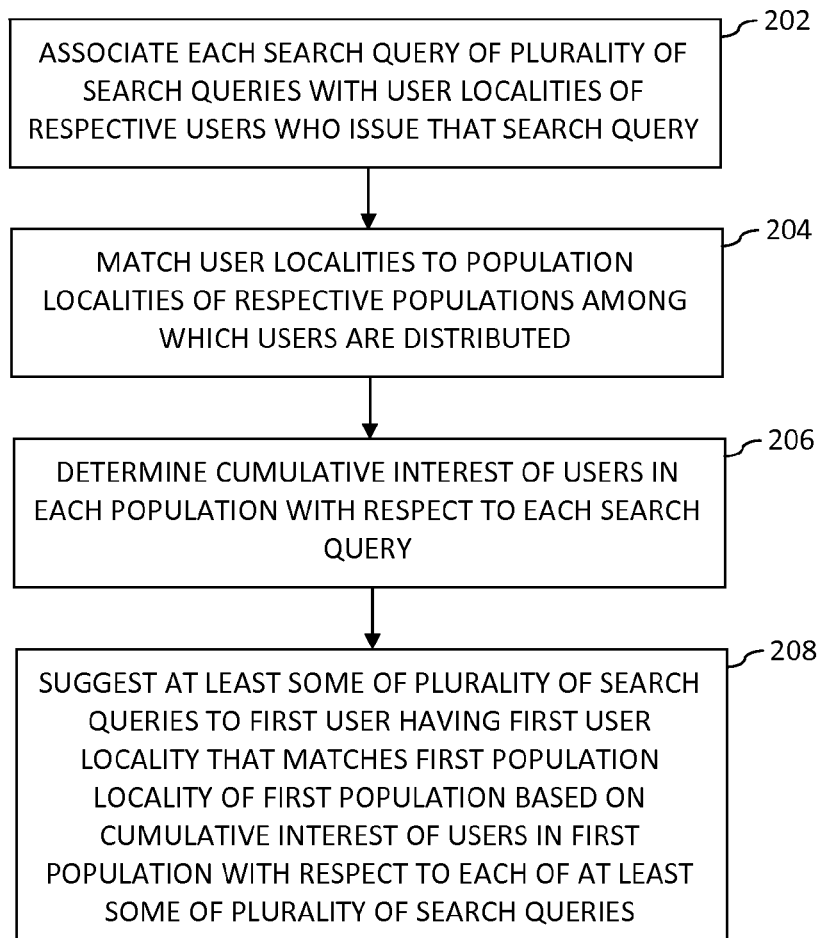 202
ASSOCIATE EACH SEARCH QUERY OF PLURALITY OF
SEARCH QUERIES WITH USER LOCALITIES OF
RESPECTIVE USERS WHO ISSUE THAT SEARCH QUERY
204
MATCH USER LOCALITIES TO POPULATION
LOCALITIES OF RESPECTIVE POPULATIONS AMONG
WHICH USERS ARE DISTRIBUTED
206
DETERMINE CUMULATIVE INTEREST OF USERS IN
EACH POPULATION WITH RESPECT TO EACH SEARCH
QUERY
208
SUGGEST AT LEAST SOME OF PLURALITY OF SEARCH
QUERIES TO FIRST USER HAVING FIRST USER
LOCALITY THAT MATCHES FIRST POPULATION
LOCALITY OF FIRST POPULATION BASED ON
CUMULATIVE INTEREST OF USERS IN FIRST
POPULATION WITH RESPECT TO EACH OF AT LEAST
SOME OF PLURALITY OF SEARCH QUERIES